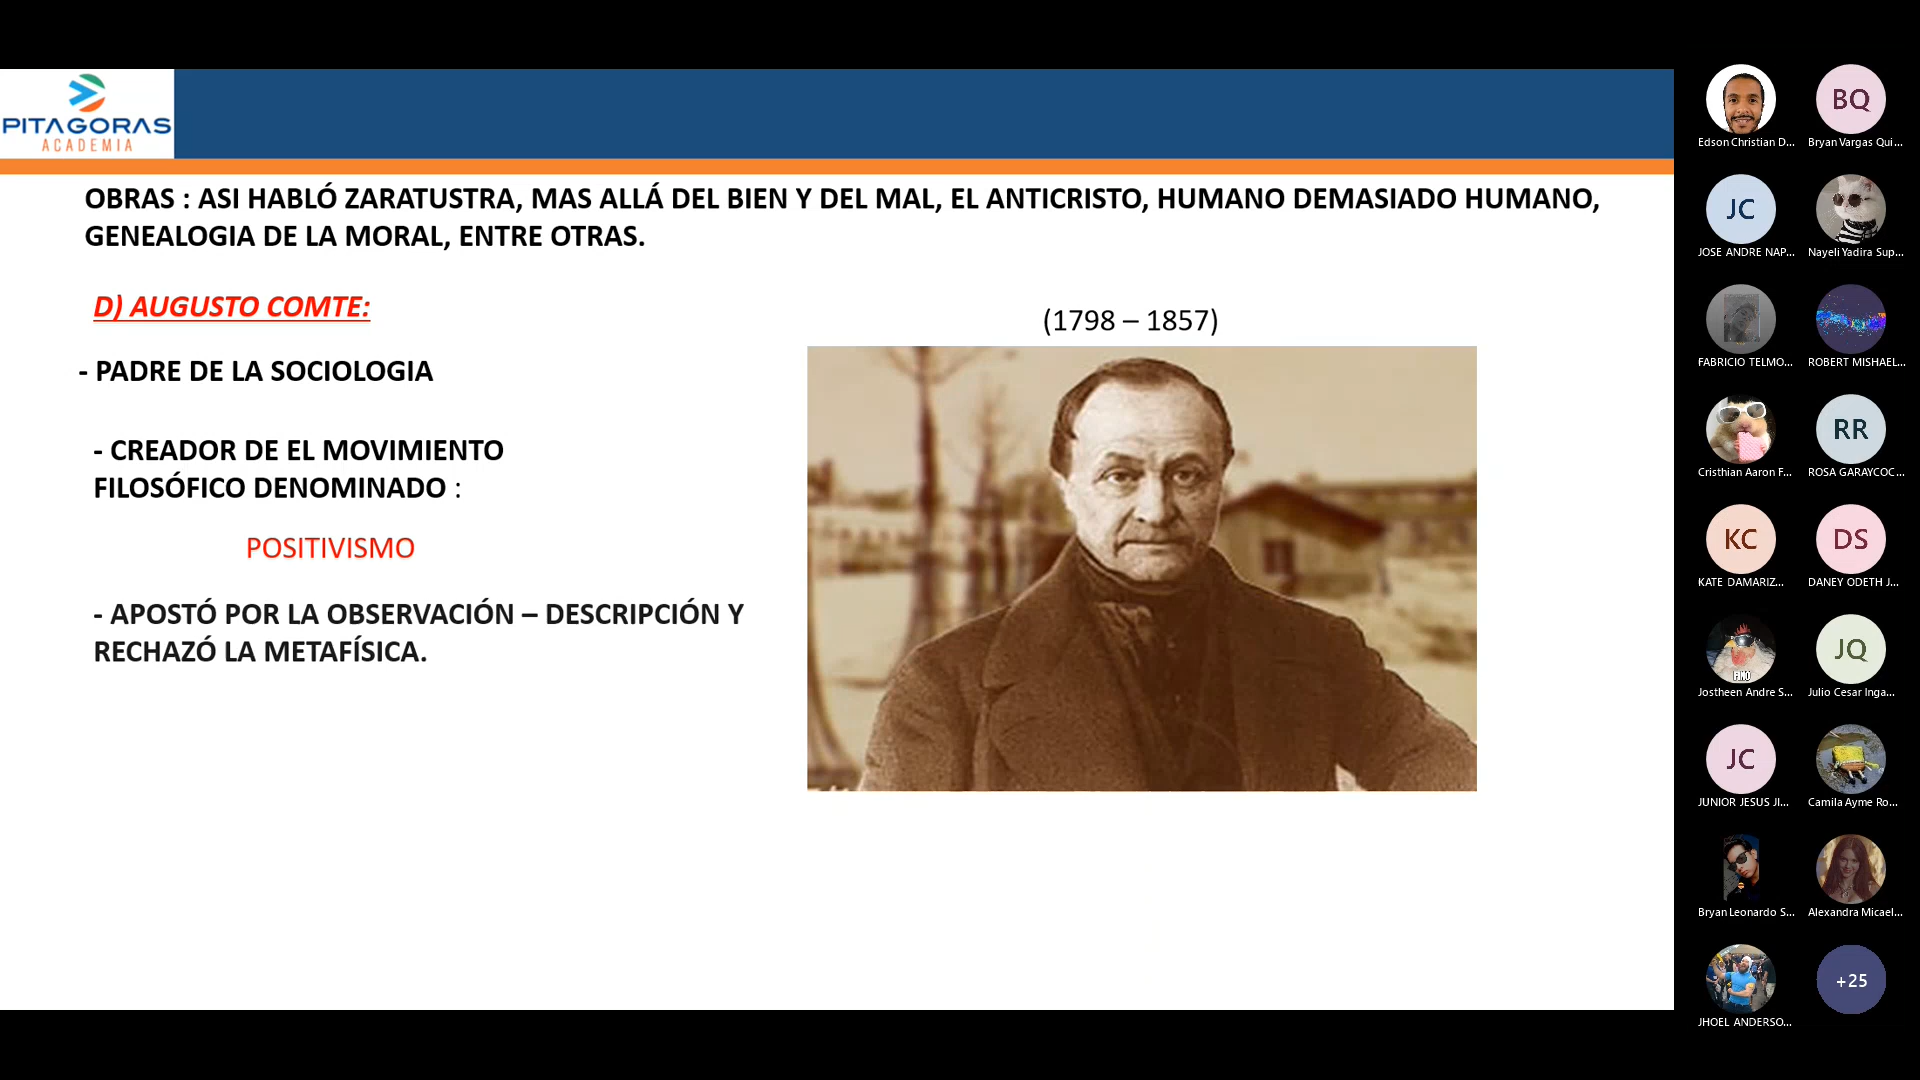 PITAGORAS
ACADEMIA
OBRAS : ASI HABLÓ ZARATUSTRA, MAS ALLÁ DEL BIEN Y DEL MAL, EL ANTICRISTO, HUMANO DEMASIADO HUMANO,
GENEALOGIA DE LA MORAL, ENTRE OTRAS.
D) AUGUSTO COMTE:
(1798 – 1857)
- PADRE DE LA SOCIOLOGIA
- CREADOR DE EL MOVIMIENTO
FILOSÓFICO DENOMINADO :
POSITIVISMO
- APOSTÓ POR LA OBSERVACIÓN – DESCRIPCIÓN Y
RECHAZÓ LA METAFÍSICA.
Edson Christian D...
BQ
Bryan Vargas Qui...
JC
JOSE ANDRE NAP...
Nayeli Yadira Sup...
FABRICIO TELMO...
ROBERT MISHAEL...
Cristhian Aaron F...
RR
ROSA GARAYCOC...
KC
KATE DAMARIZ...
DS
DANEY ODETH J...
FINO
Jostheen Andre S...
JQ
Julio Cesar Inga...
JC
JUNIOR JESUS JI...
Camila Ayme Ro...
Bryan Leonardo S...
Alexandra Micael...
JHOEL ANDERSO...
+25